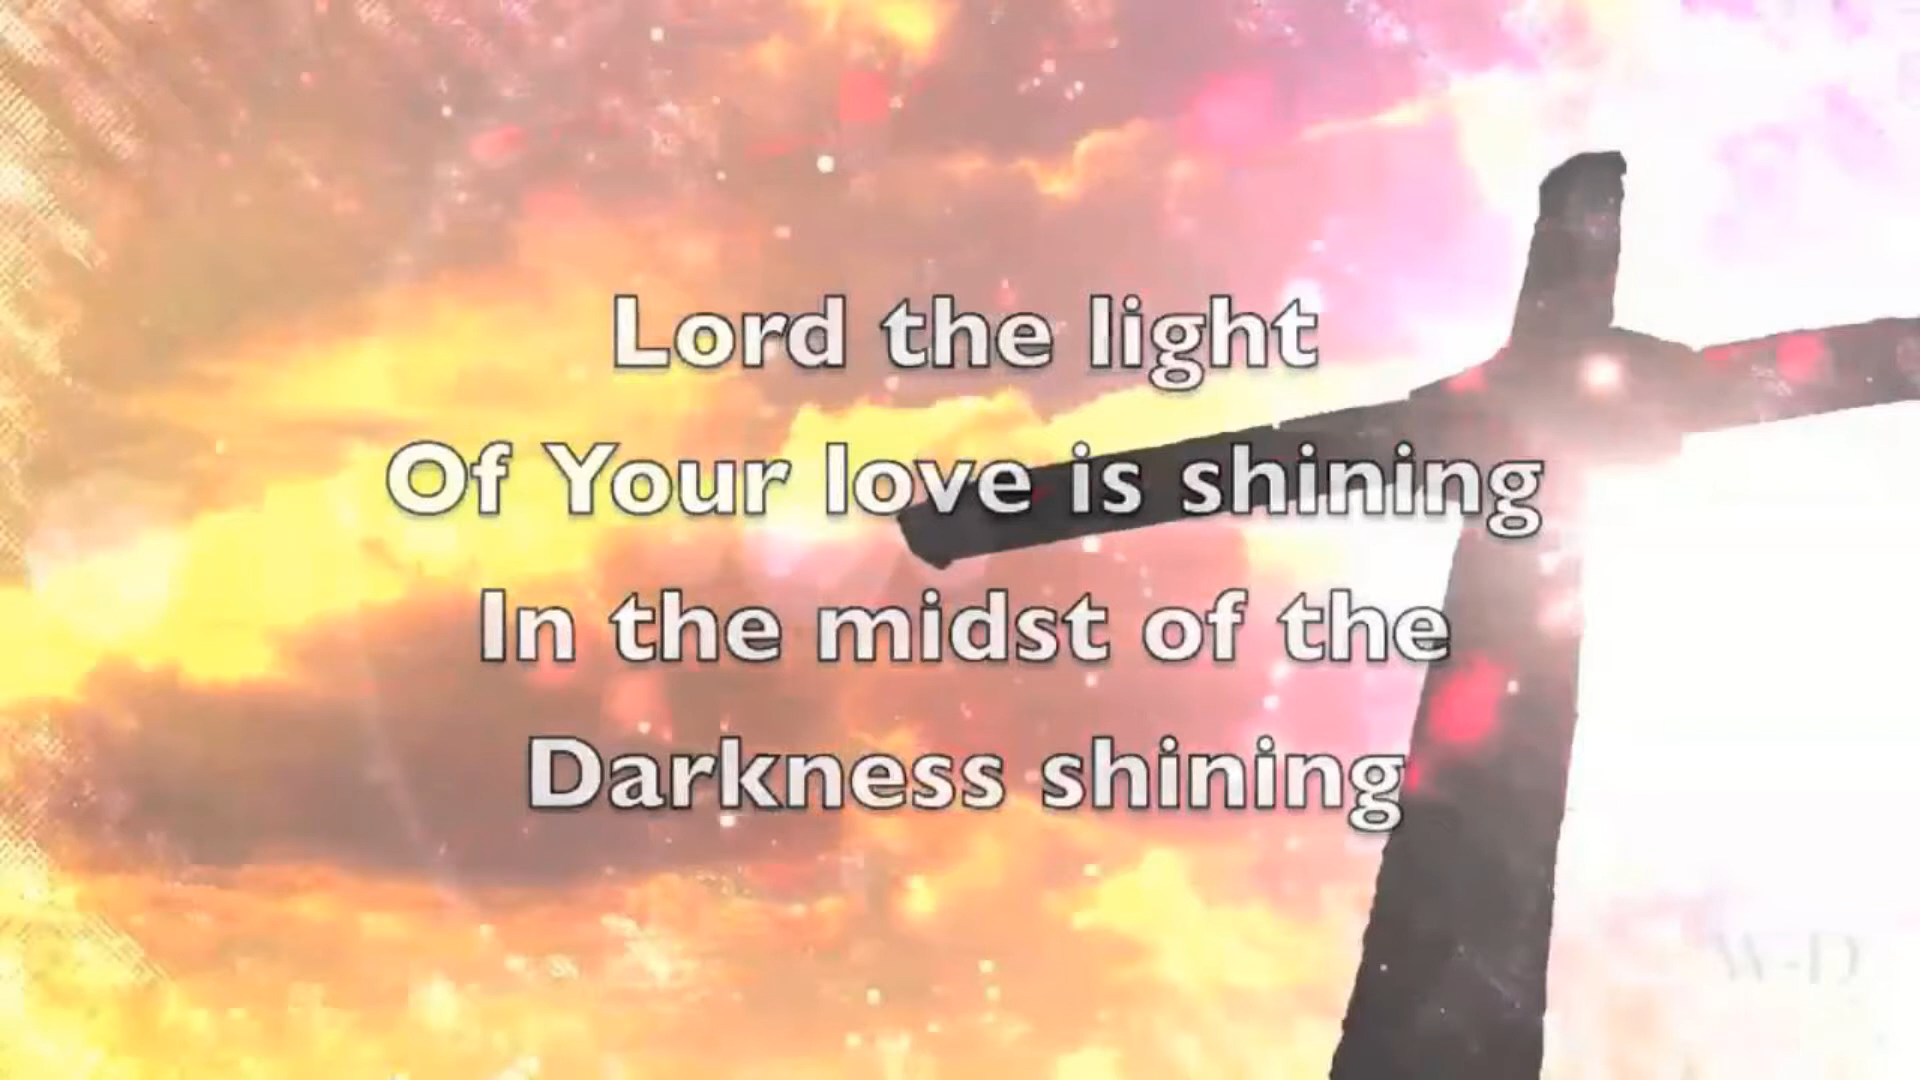 Lord the light
Of Your love is shining
In the midst of the
Darkness shining
W-D